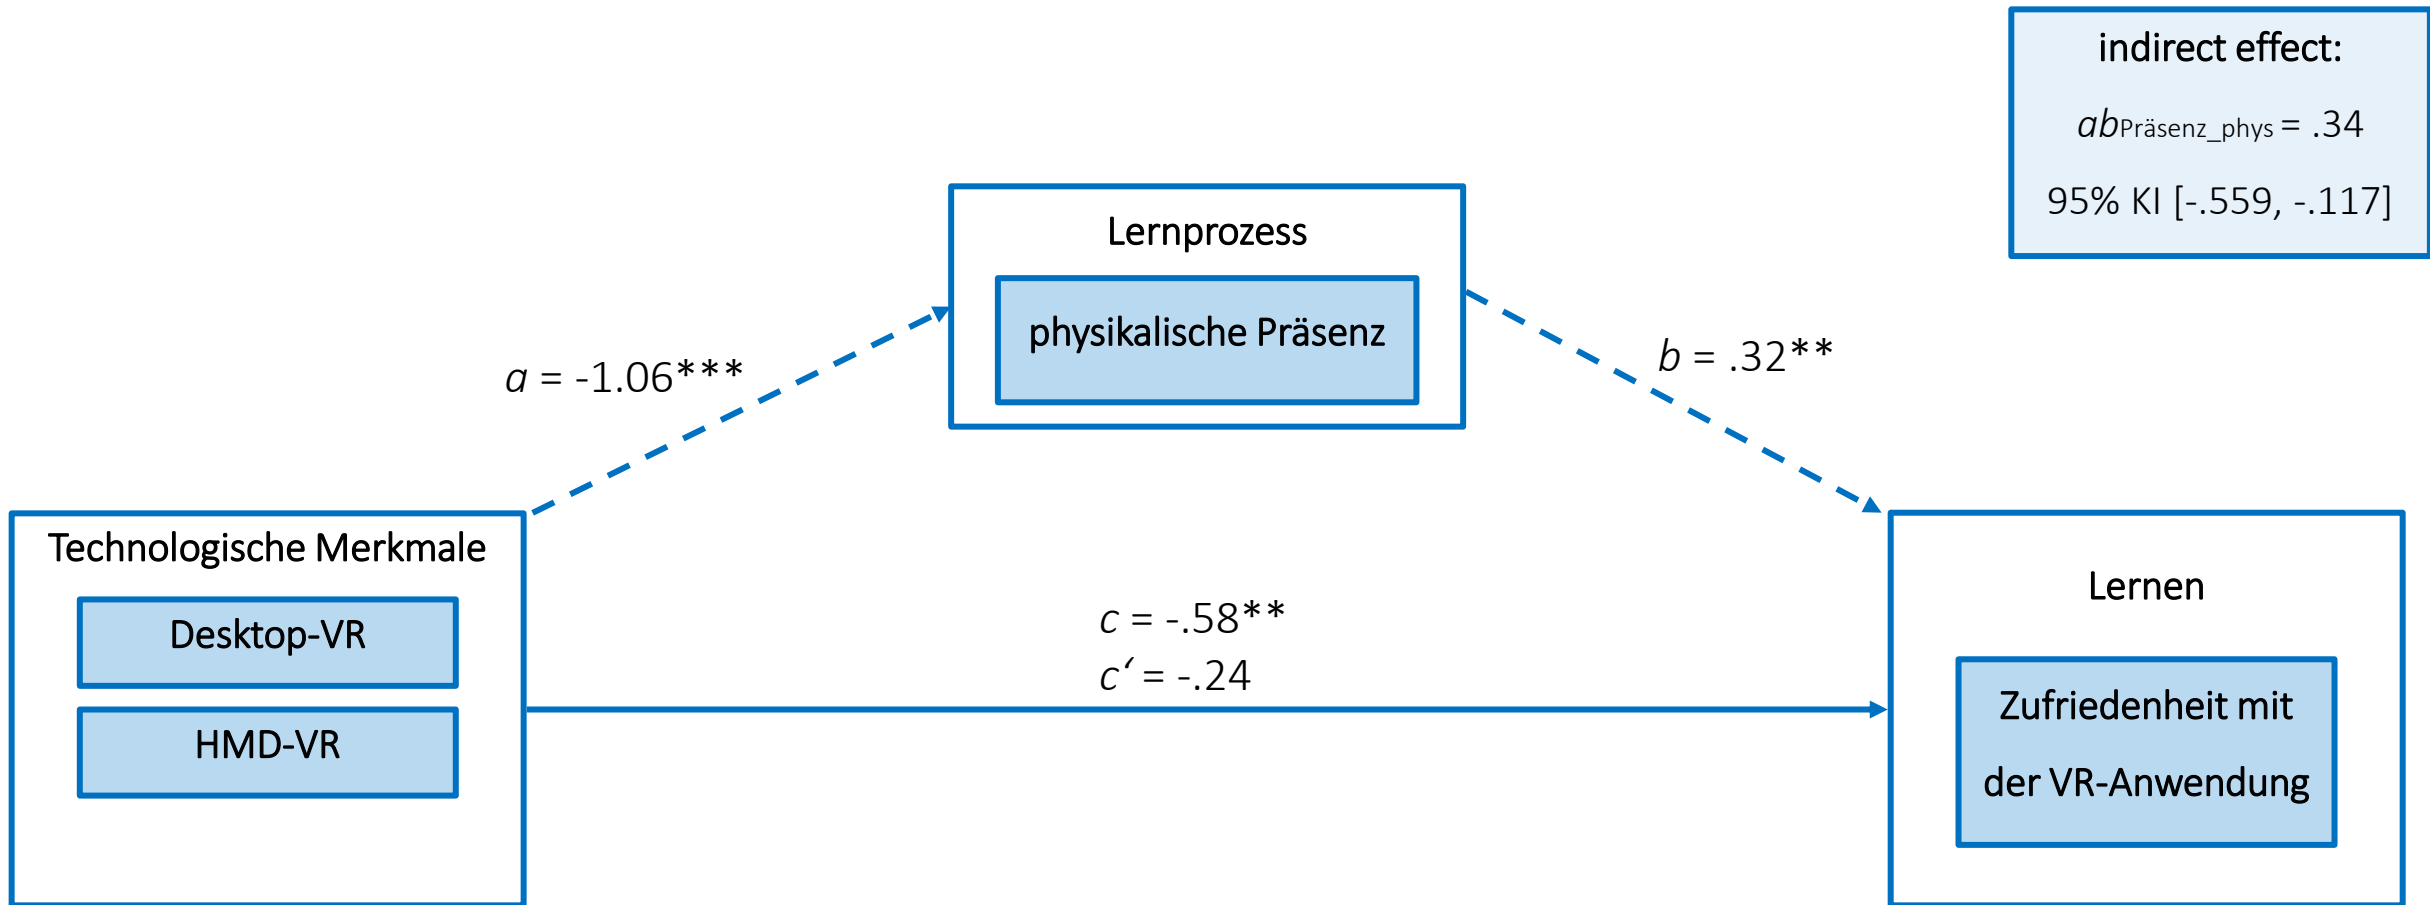 indirect effect:
abPräsenz_phys = .34
95% KI [-.559, -.117]
Lernprozess
physikalische Präsenz
a = -1.06***
b = .32**
Technologische Merkmale
Desktop-VR
HMD-VR
c = -.58**
c‘ = -.24
Lernen
Zufriedenheit mit
der VR-Anwendung